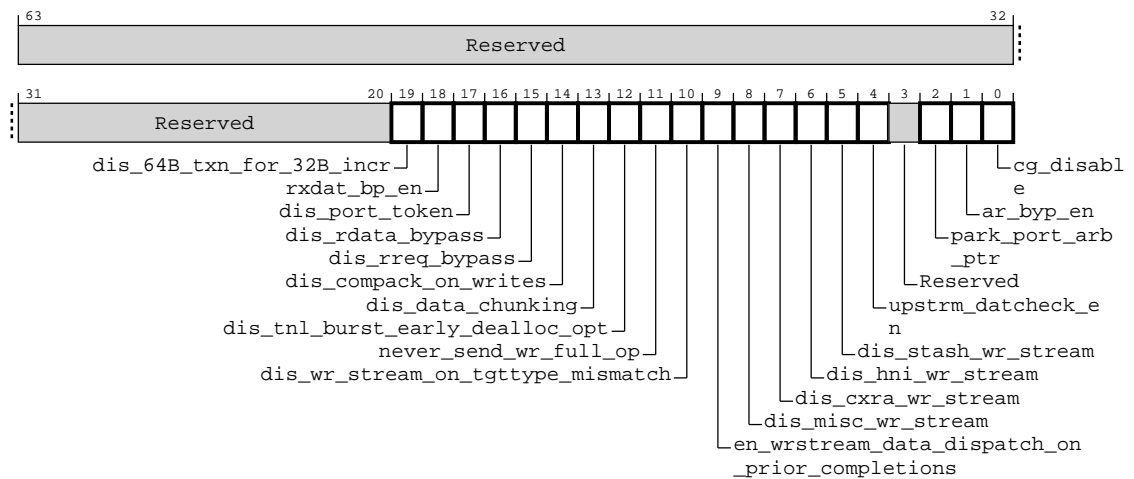 63 32
Reserved
31 20 19 18 17 16 15 14 13 12 11 10 9 8 7 6 5 4 3 2 1 0
Reserved
dis_64B_txn_for_32B_incr
rxdat_bp_en
dis_port_token
dis_rdata_bypass
dis_rreq_bypass
dis_compack_on_writes
dis_data_chunking
dis_tnl_burst_early_dealloc_opt
never_send_wr_full_op
dis_wr_stream_on_tgttype_mismatch
cg_disabl
e
ar_byp_en
park_port_arb
_ptr
Reserved
upstrm_datcheck_e
n
dis_stash_wr_stream
dis_hni_wr_stream
dis_cxra_wr_stream
dis_misc_wr_stream
en_wrstream_data_dispatch_on
_prior_completions